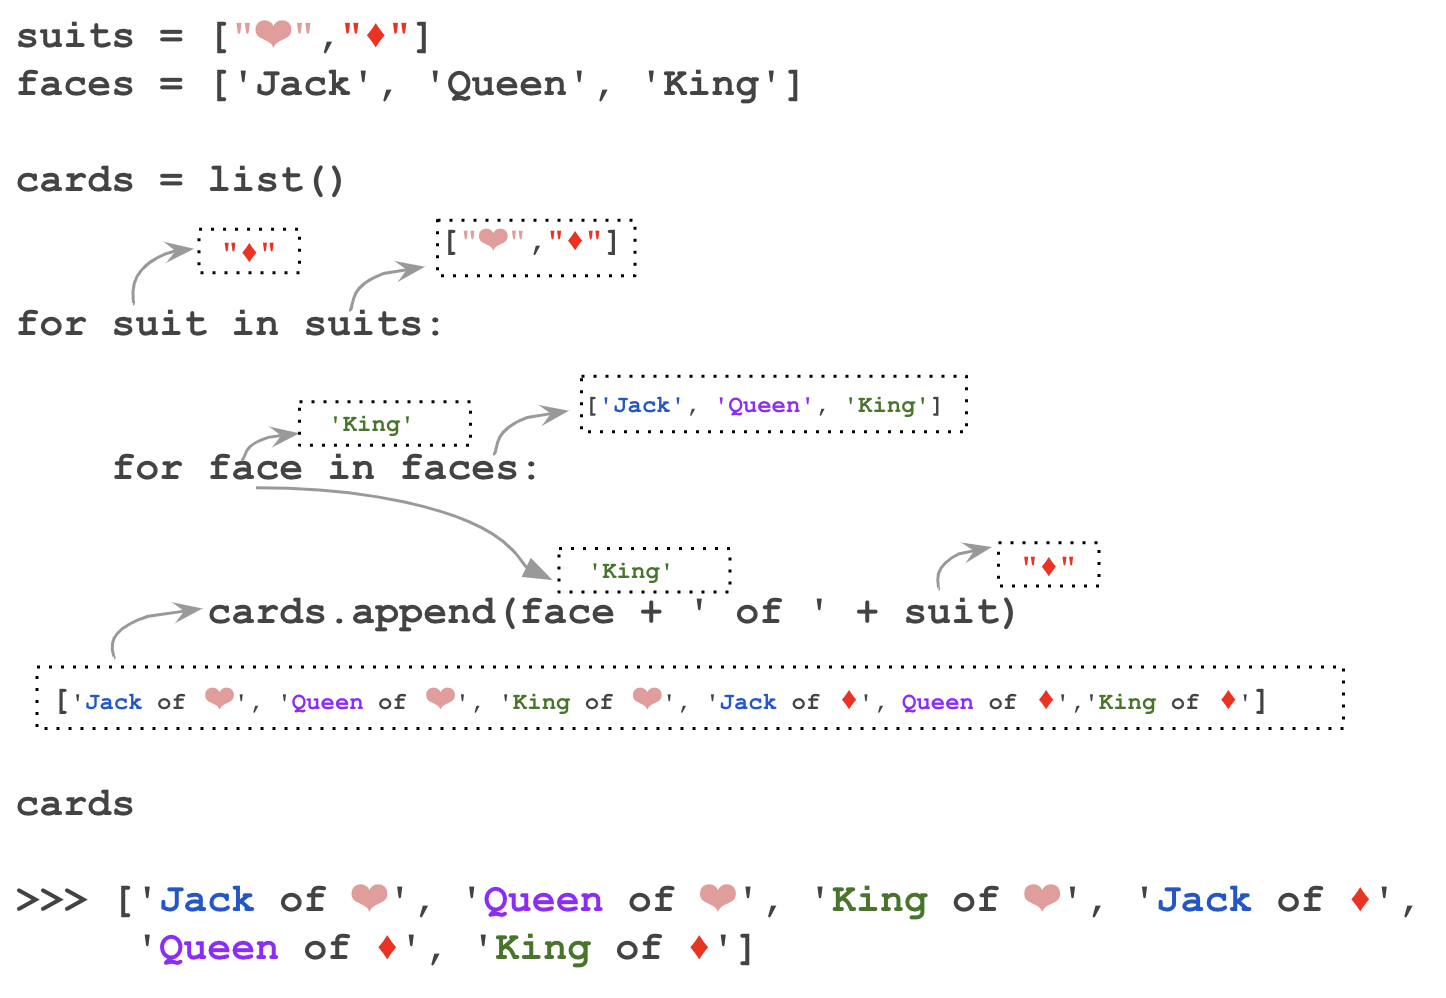 suits = ["❤","♦"]
faces = ['Jack', 'Queen', 'King']
cards = list()
"♦"
["❤","♦"]
for suit in suits:
['Jack', 'Queen', 'King']
'King'
for face in faces:
'King'
"♦"
cards.append(face + ' of ' + suit)
['Jack of ❤', 'Queen of ❤', 'King of ❤', 'Jack of ♦', Queen of ♦','King of ♦']
cards
>>> ['Jack of ❤', 'Queen of ❤', 'King of ❤', 'Jack of ♦',
'Queen of ♦', 'King of ♦']